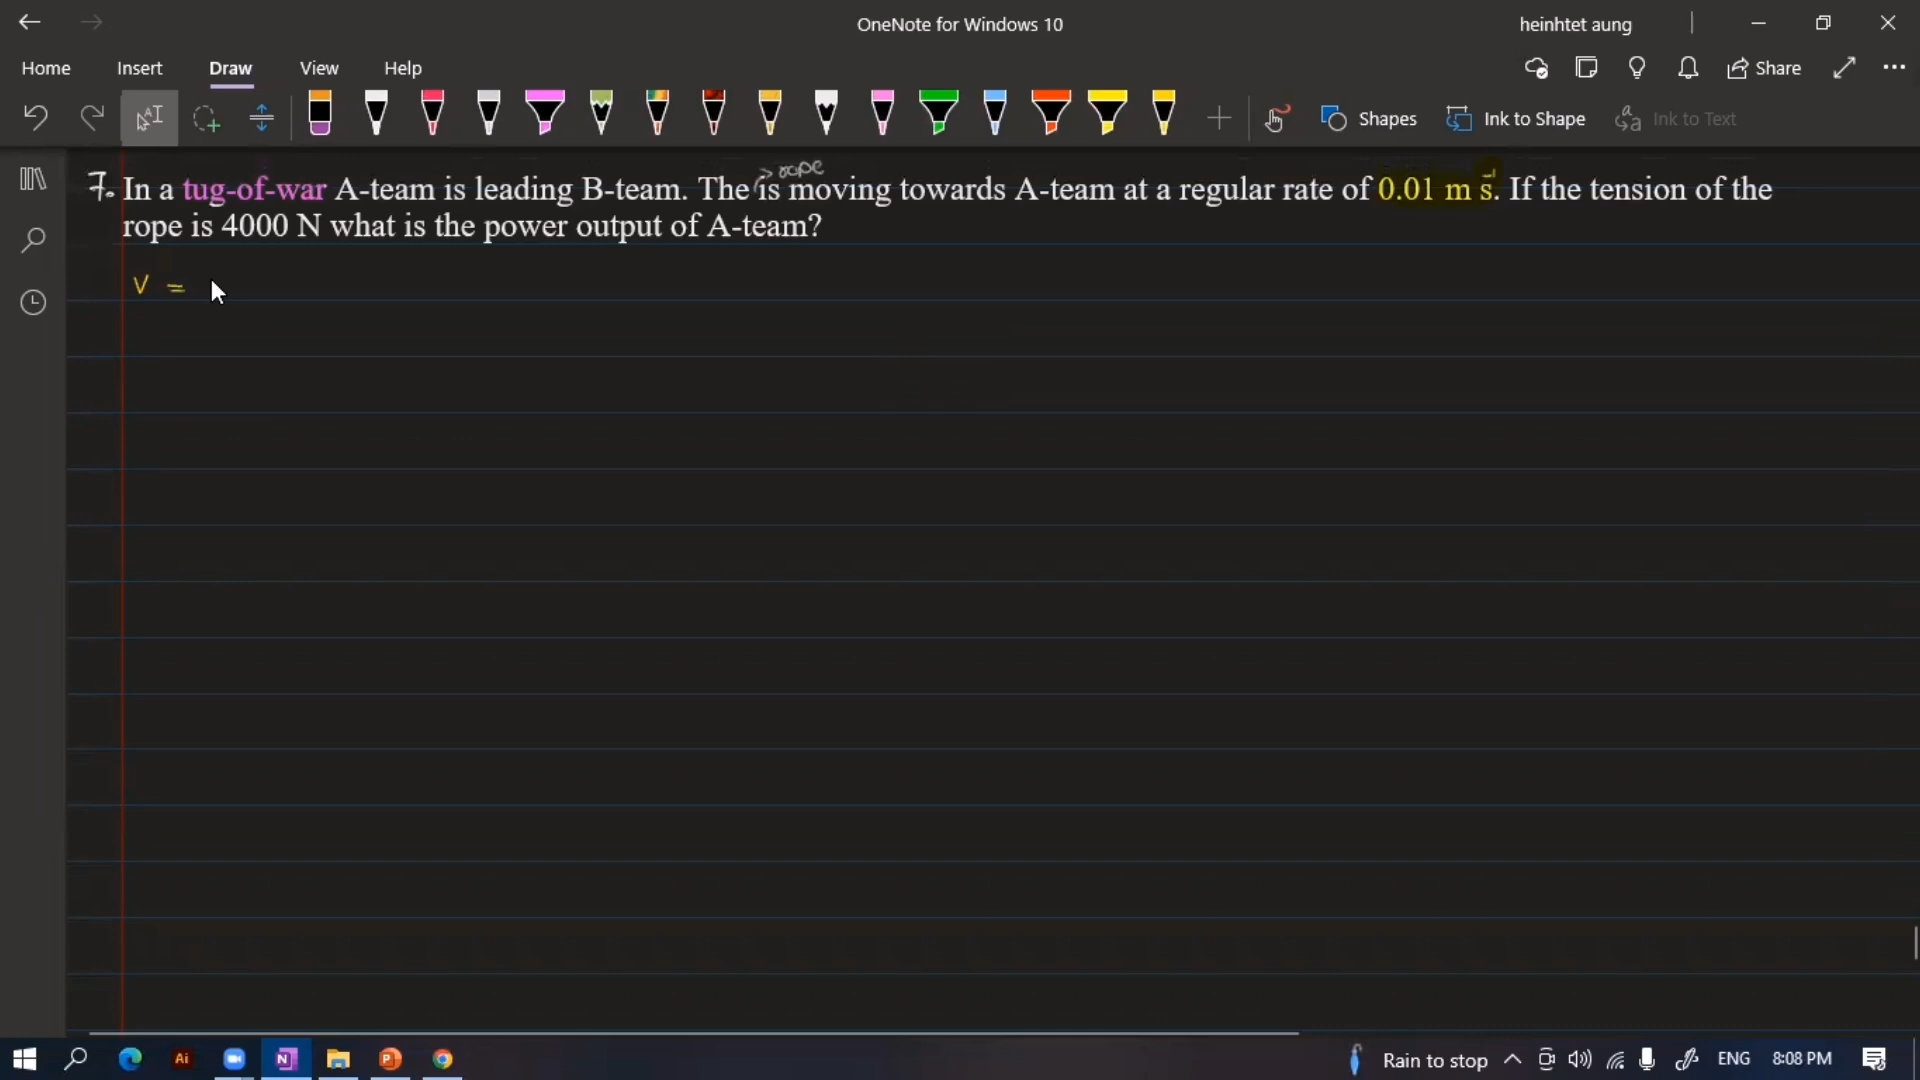 OneNote for Windows 10
heinhtet aung
Home Insert Draw View Help
Share
Shapes Ink to Shape Ink to Text
> rope
7. In a tug-of-war A-team is leading B-team. The is moving towards A-team at a regular rate of 0.01 m s⁻¹. If the tension of the
rope is 4000 N what is the power output of A-team?
V =
Rain to stop ENG 8:08 PM